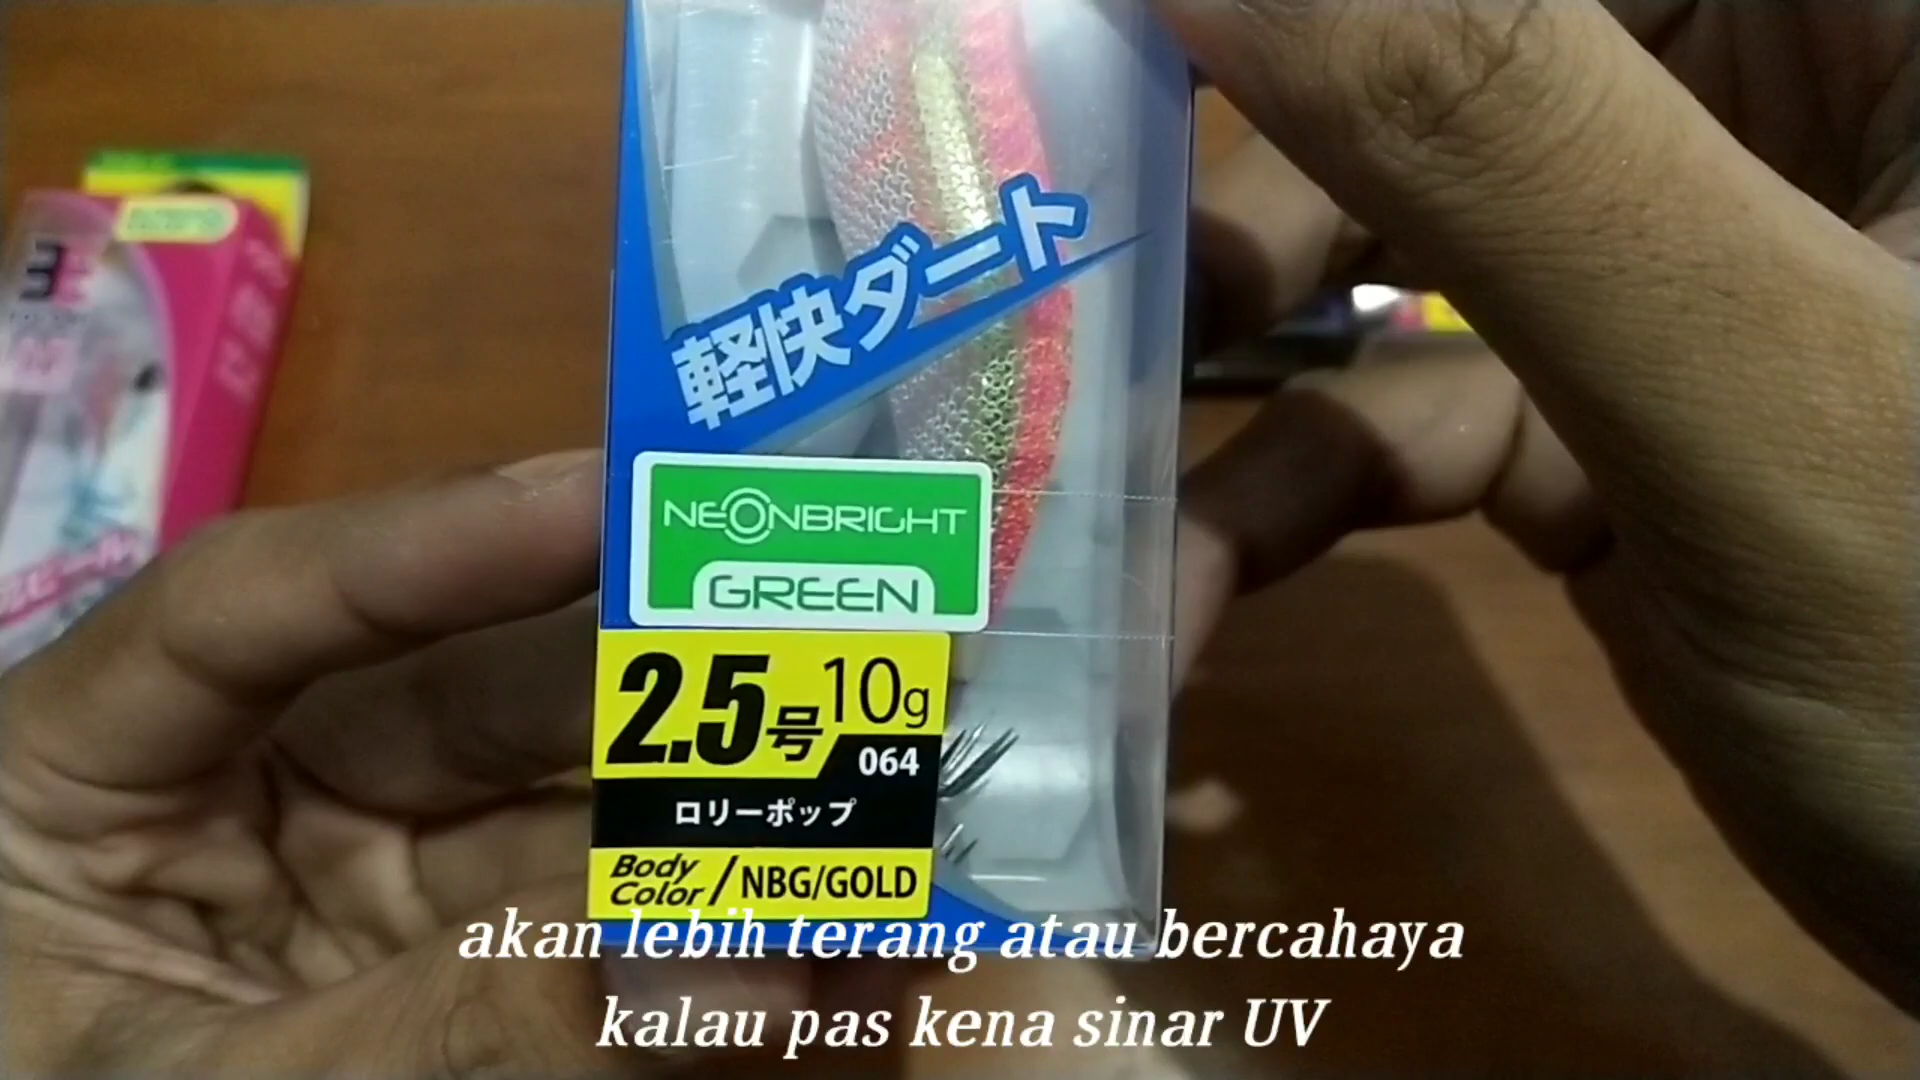 軽快ダート
NEONBRIGHT
GREEN
2.5号 10g
064
ロリーポップ
Body Color / NBG/GOLD
akan lebih terang atau bercahaya
kalau pas kena sinar UV